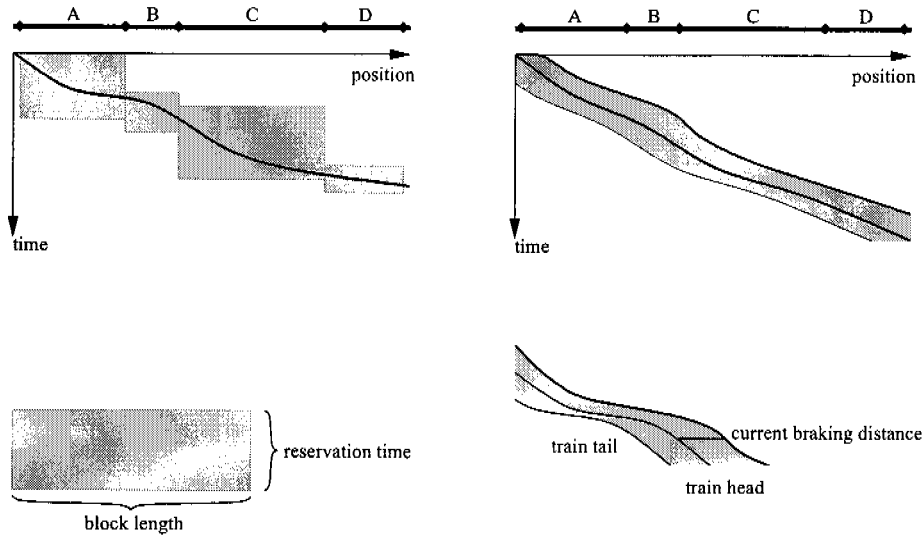 A B C D
position
time
A B C D
position
time
reservation time
block length
current braking distance
train tail
train head